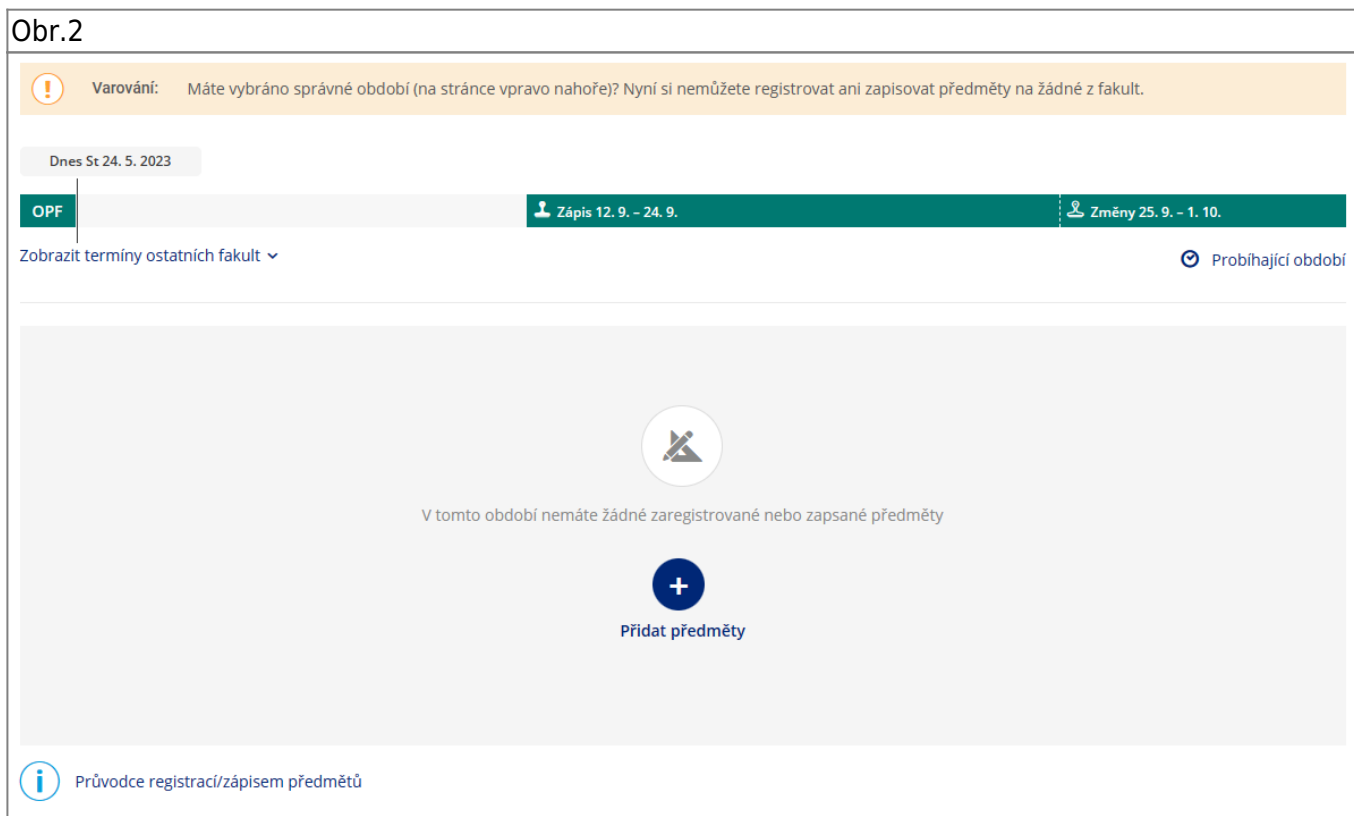 Obr.2
Varování: Máte vybráno správné období (na stránce vpravo nahoře)? Nyní si nemůžete registrovat ani zapisovat předměty na žádné z fakult.
Dnes St 24. 5. 2023
OPF Zápis 12. 9. – 24. 9. Změny 25. 9. – 1. 10.
Zobrazit termíny ostatních fakult Probíhající období
V tomto období nemáte žádné zaregistrované nebo zapsané předměty
Přidat předměty
Průvodce registrací/zápisem předmětů